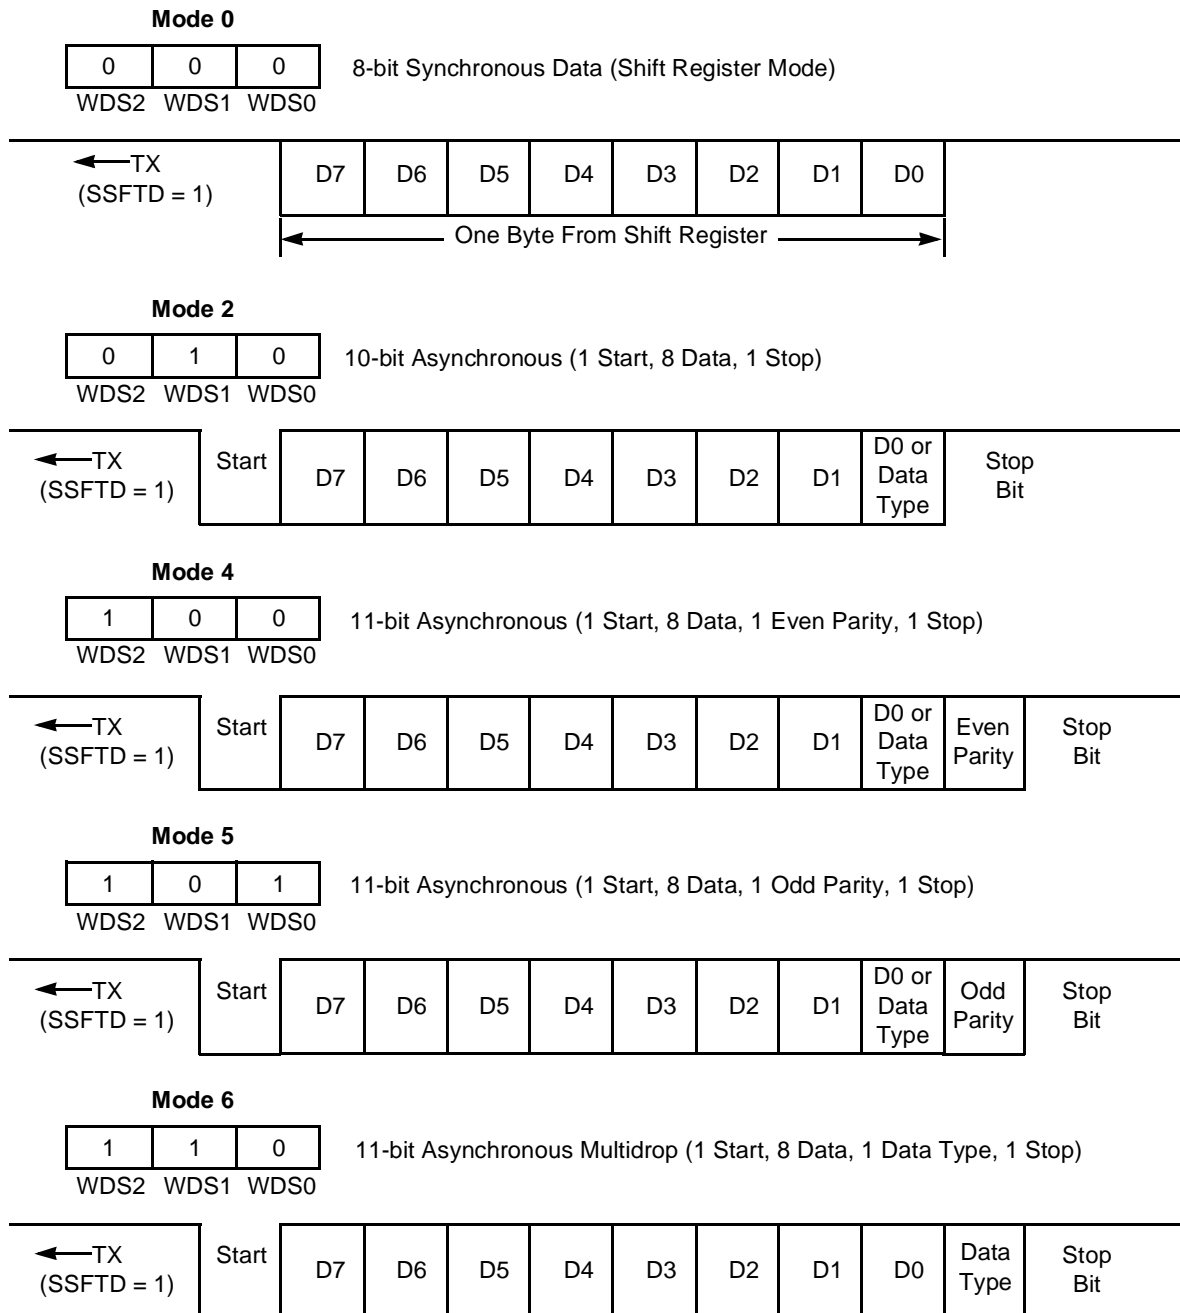 Mode 0
0 0 0 8-bit Synchronous Data (Shift Register Mode)
WDS2 WDS1 WDS0
TX
(SSFTD = 1)
D7 D6 D5 D4 D3 D2 D1 D0
One Byte From Shift Register
Mode 2
0 1 0 10-bit Asynchronous (1 Start, 8 Data, 1 Stop)
WDS2 WDS1 WDS0
TX
(SSFTD = 1)
Start
D7 D6 D5 D4 D3 D2 D1
D0 or
Data
Type
Stop
Bit
Mode 4
1 0 0 11-bit Asynchronous (1 Start, 8 Data, 1 Even Parity, 1 Stop)
WDS2 WDS1 WDS0
TX
(SSFTD = 1)
Start
D7 D6 D5 D4 D3 D2 D1
D0 or
Data
Type
Even
Parity
Stop
Bit
Mode 5
1 0 1 11-bit Asynchronous (1 Start, 8 Data, 1 Odd Parity, 1 Stop)
WDS2 WDS1 WDS0
TX
(SSFTD = 1)
Start
D7 D6 D5 D4 D3 D2 D1
D0 or
Data
Type
Odd
Parity
Stop
Bit
Mode 6
1 1 0 11-bit Asynchronous Multidrop (1 Start, 8 Data, 1 Data Type, 1 Stop)
WDS2 WDS1 WDS0
TX
(SSFTD = 1)
Start
D7 D6 D5 D4 D3 D2 D1 D0
Data
Type
Stop
Bit